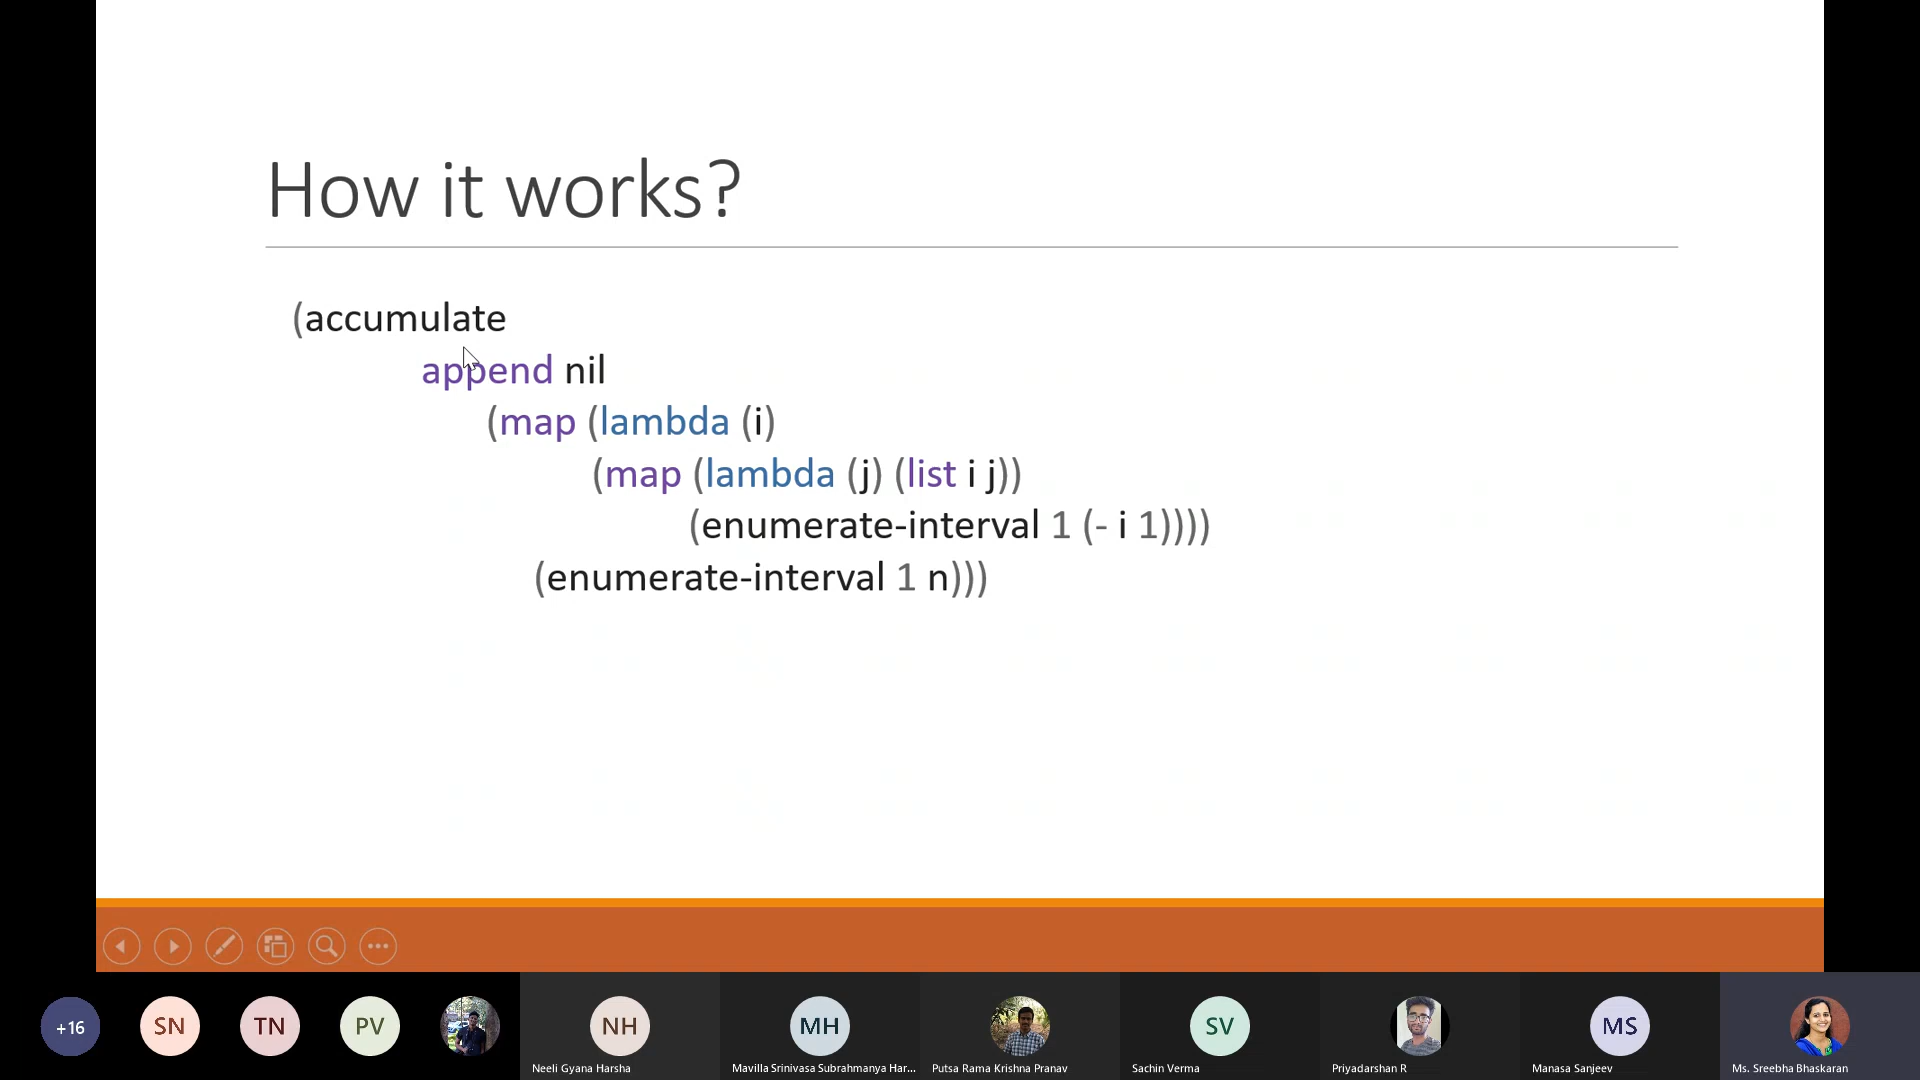 How it works?
(accumulate
append nil
(map (lambda (i)
(map (lambda (j) (list i j))
(enumerate-interval 1 (- i 1))))
(enumerate-interval 1 n)))
+16
SN
TN
PV
NH
MH
SV
MS
Neeli Gyana Harsha
Mavilla Srinivasa Subrahmanya Har...
Putsa Rama Krishna Pranav
Sachin Verma
Priyadarshan R
Manasa Sanjeev
Ms. Sreebha Bhaskaran